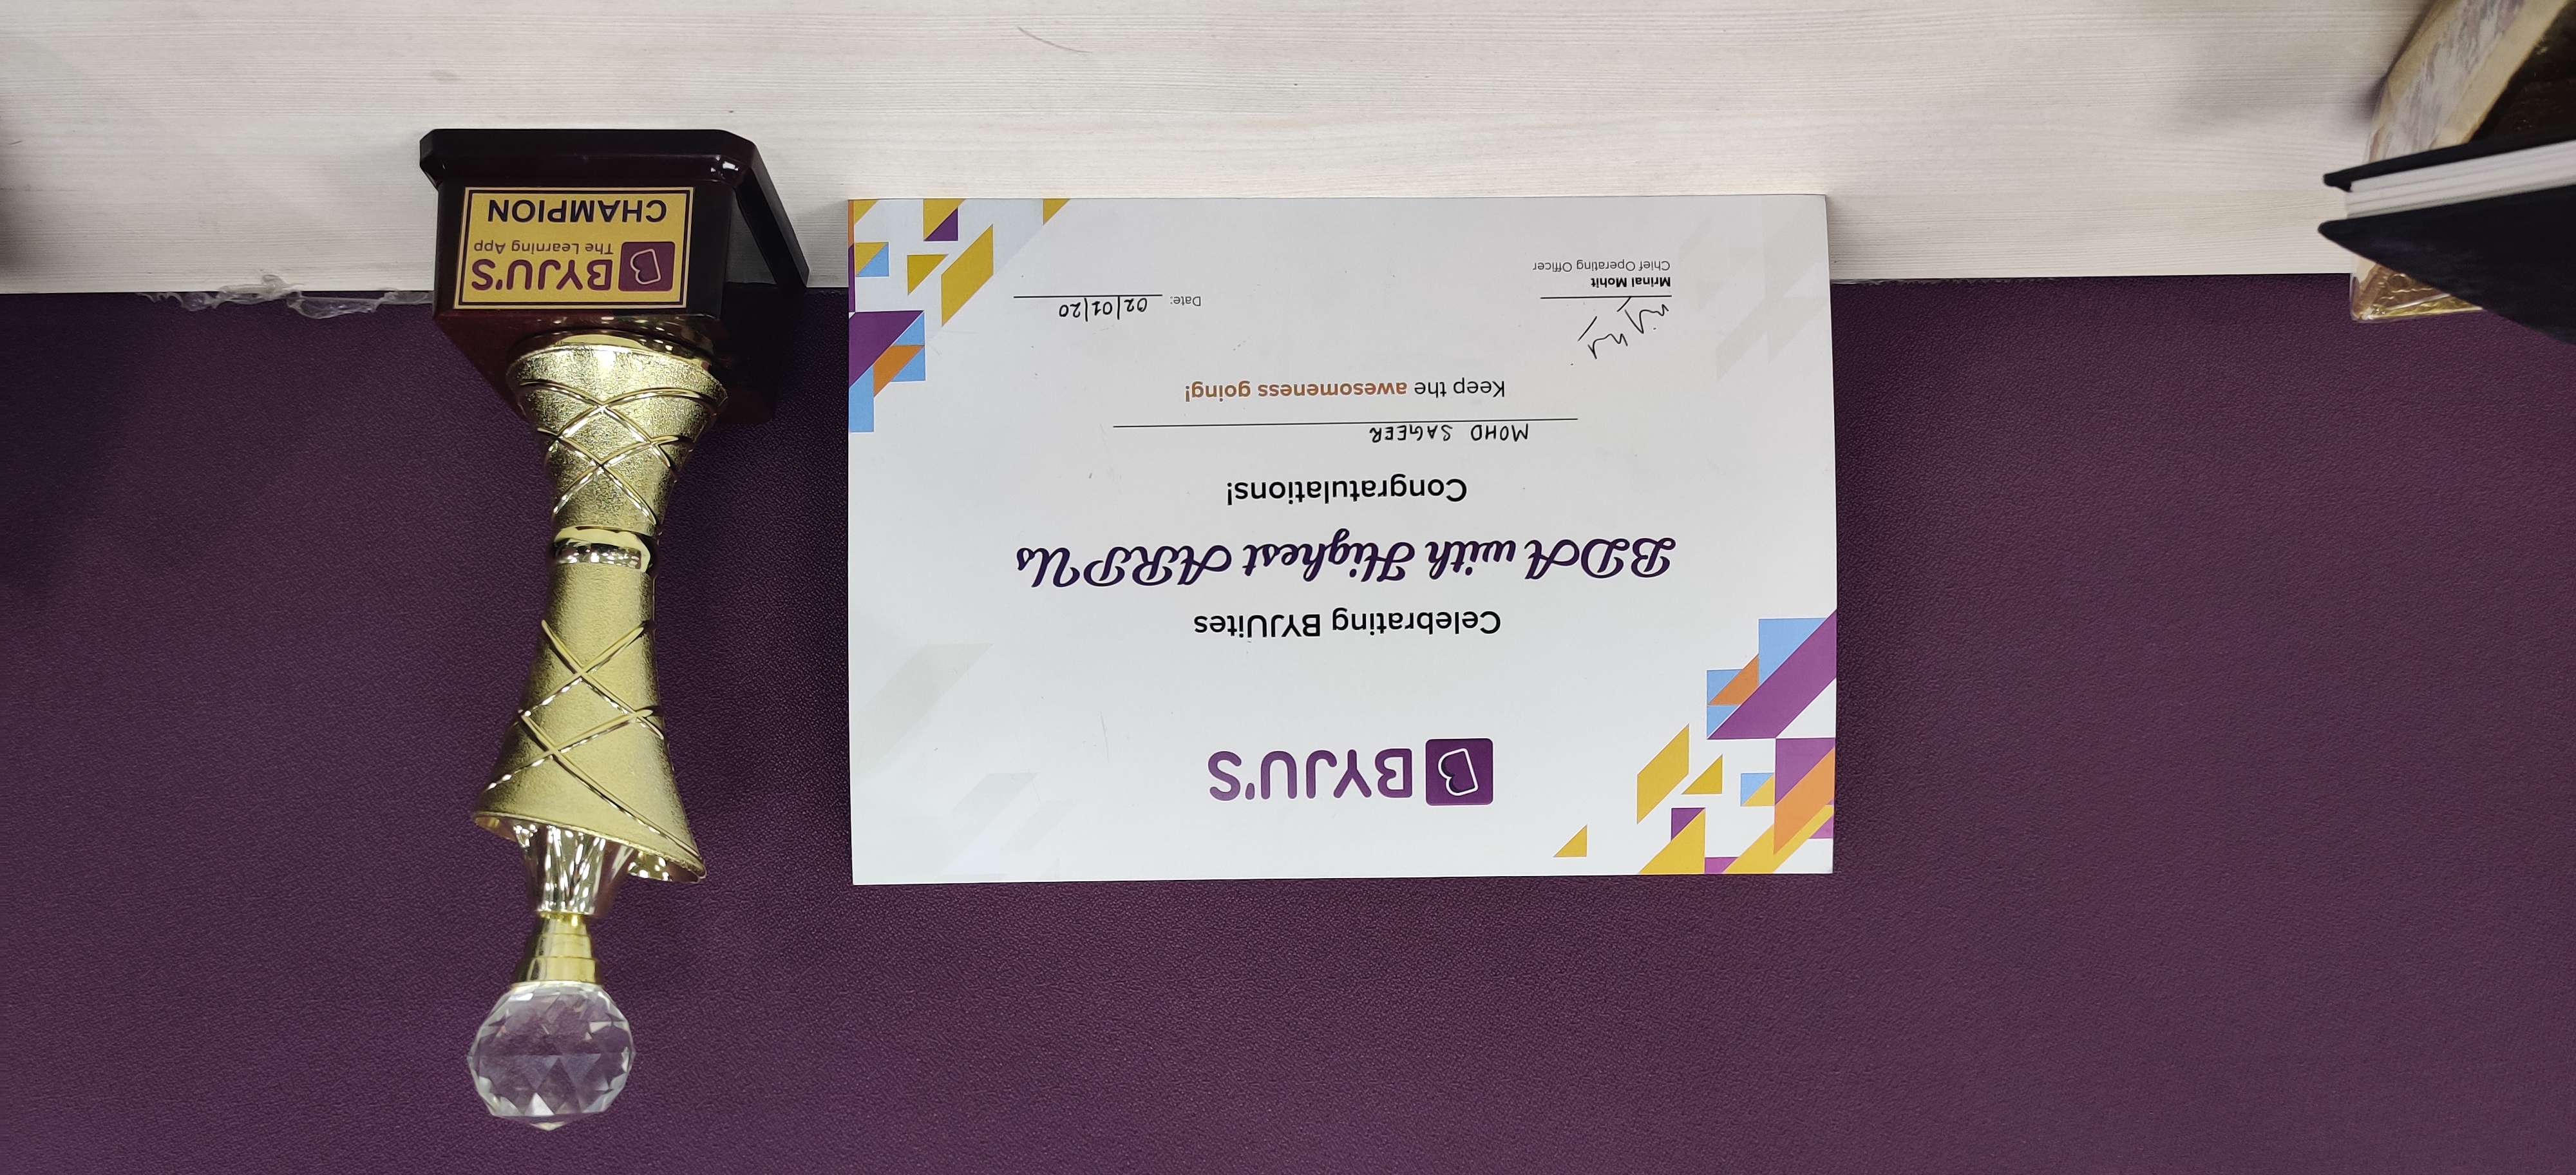 BYJU'S
Celebrating BYJUites
BDA with Highest ARPUs
Congratulations!
MOHD SAGEER
Keep the awesomeness going!
Mrinal Mohit
Chief Operating Officer
Date: 02/01/20
BYJU'S
The Learning App
CHAMPION